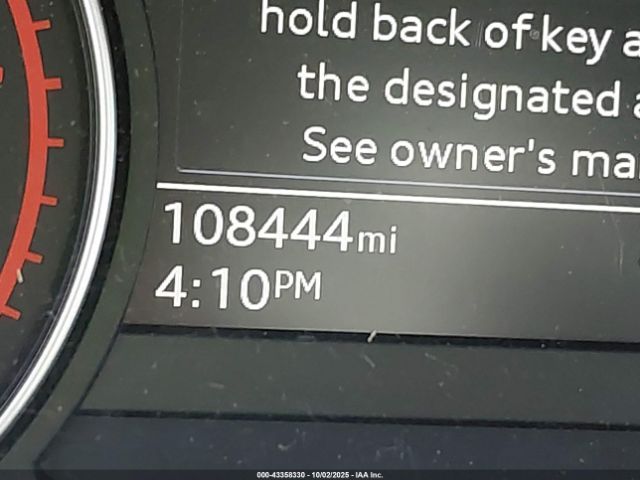 hold back of key a
the designated a
See owner's ma
108444mi
4:10PM
000-43358330 - 10/02/2025 - IAA Inc.